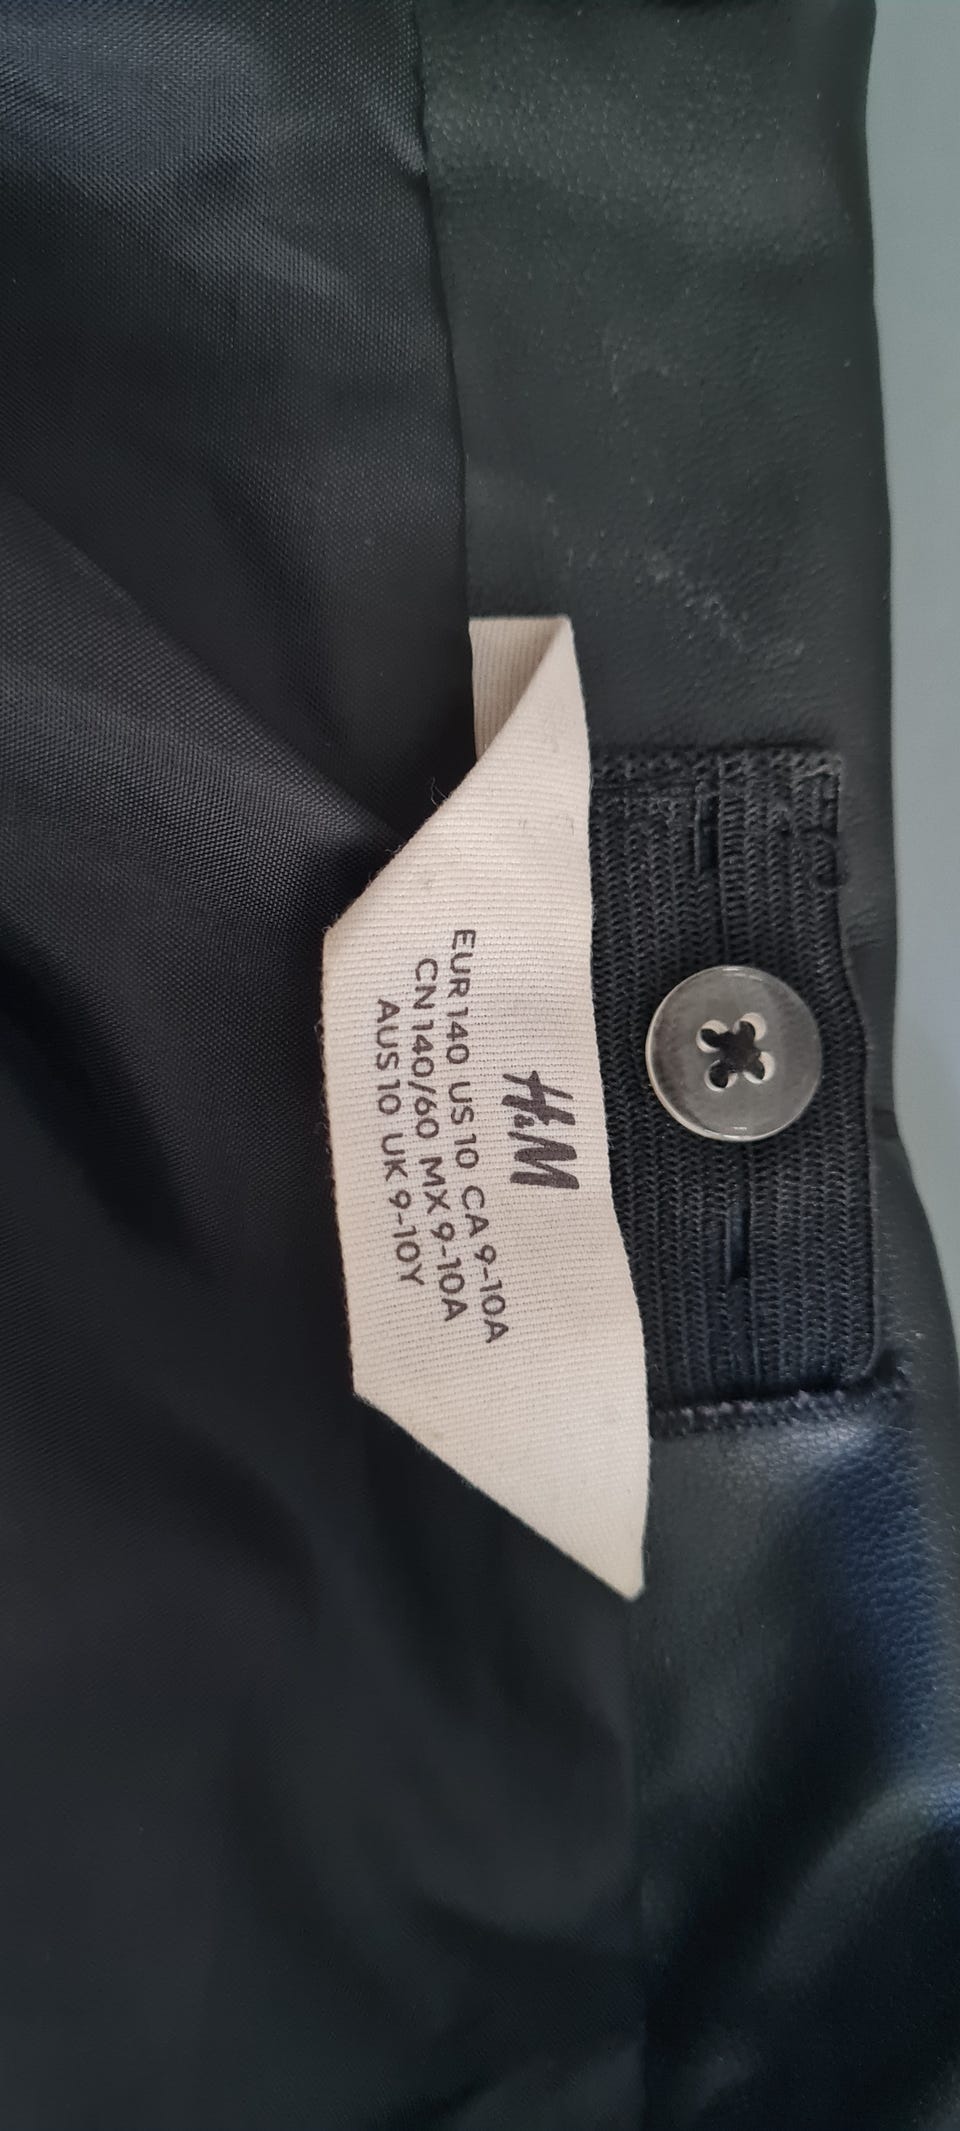 H&M
EUR 140 US 10 CA 9-10A
CN 140/60 MX 9-10A
AUS 10 UK 9-10Y